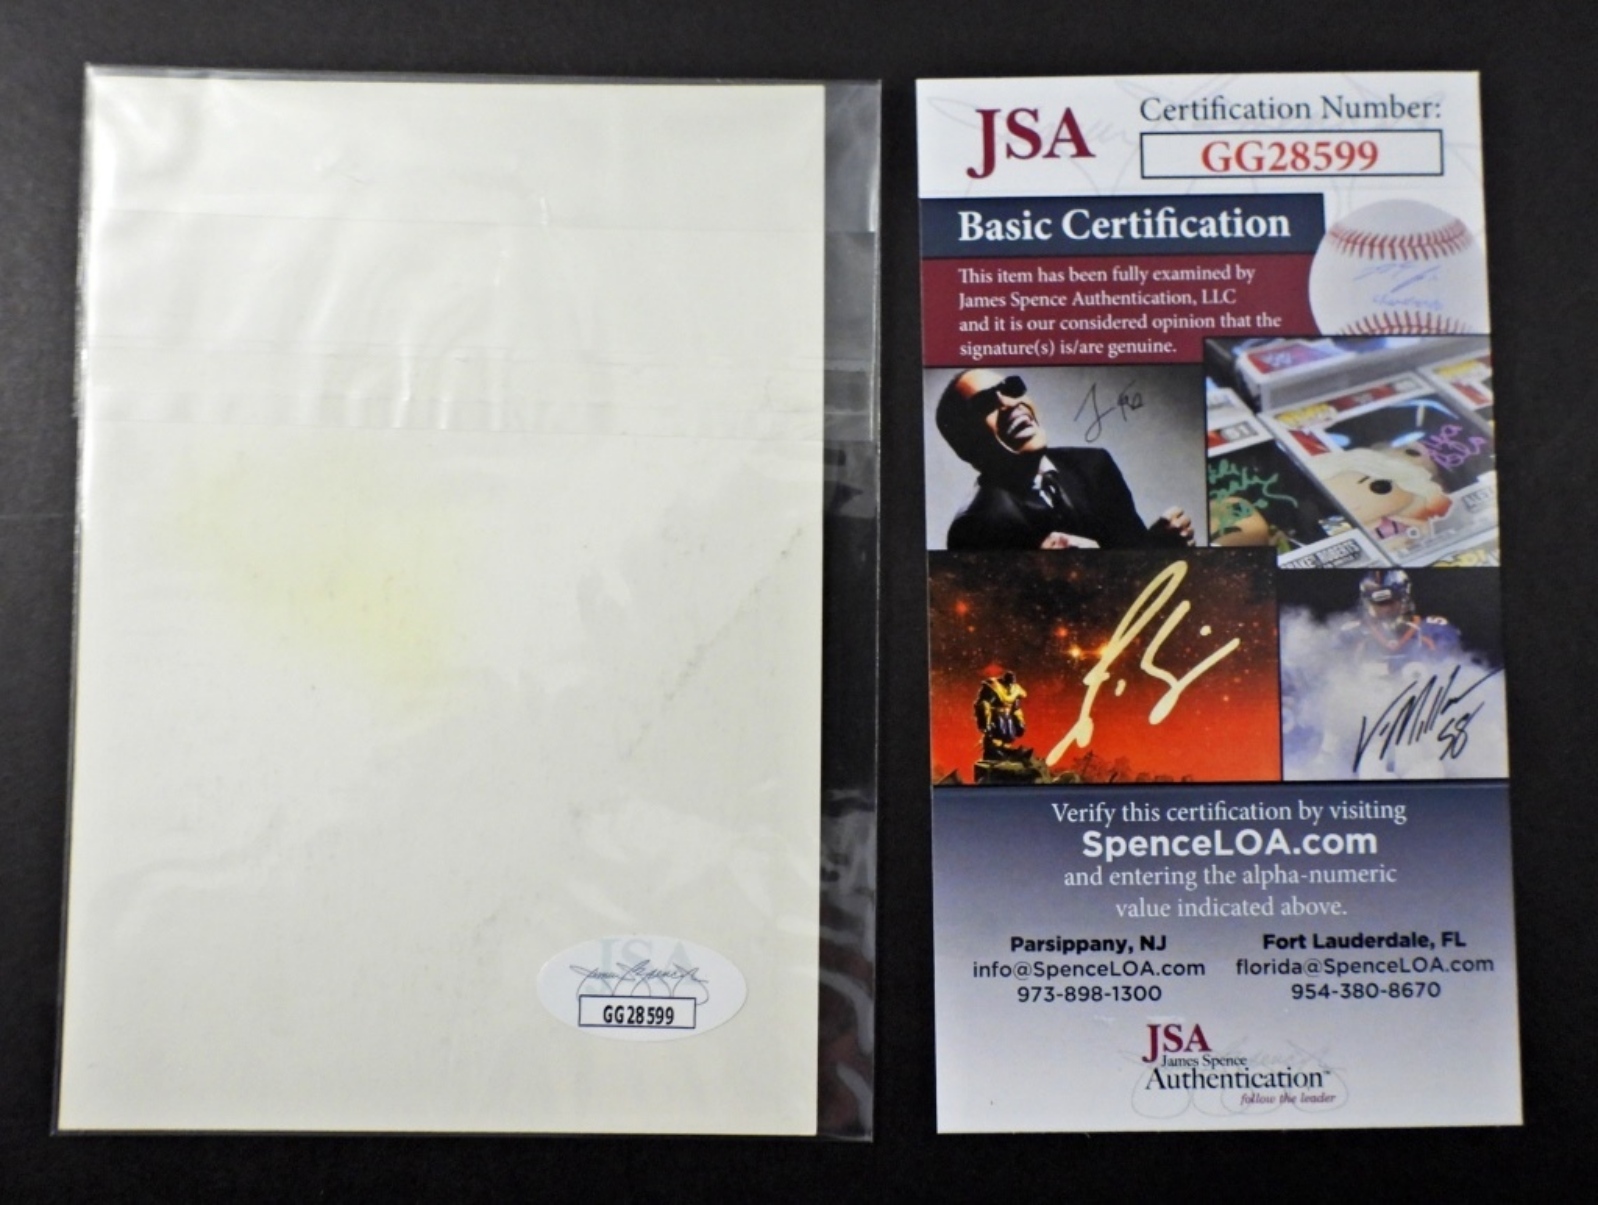 JSA
GG28599
JSA
Certification Number:
GG28599
Basic Certification
This item has been fully examined by
James Spence Authentication, LLC
and it is our considered opinion that the
signature(s) is/are genuine.
58
Verify this certification by visiting
SpenceLOA.com
and entering the alpha-numeric
value indicated above.
Parsippany, NJ
info@SpenceLOA.com
973-898-1300
Fort Lauderdale, FL
florida@SpenceLOA.com
954-380-8670
JSA
James Spence
Authentication™
follow the leader